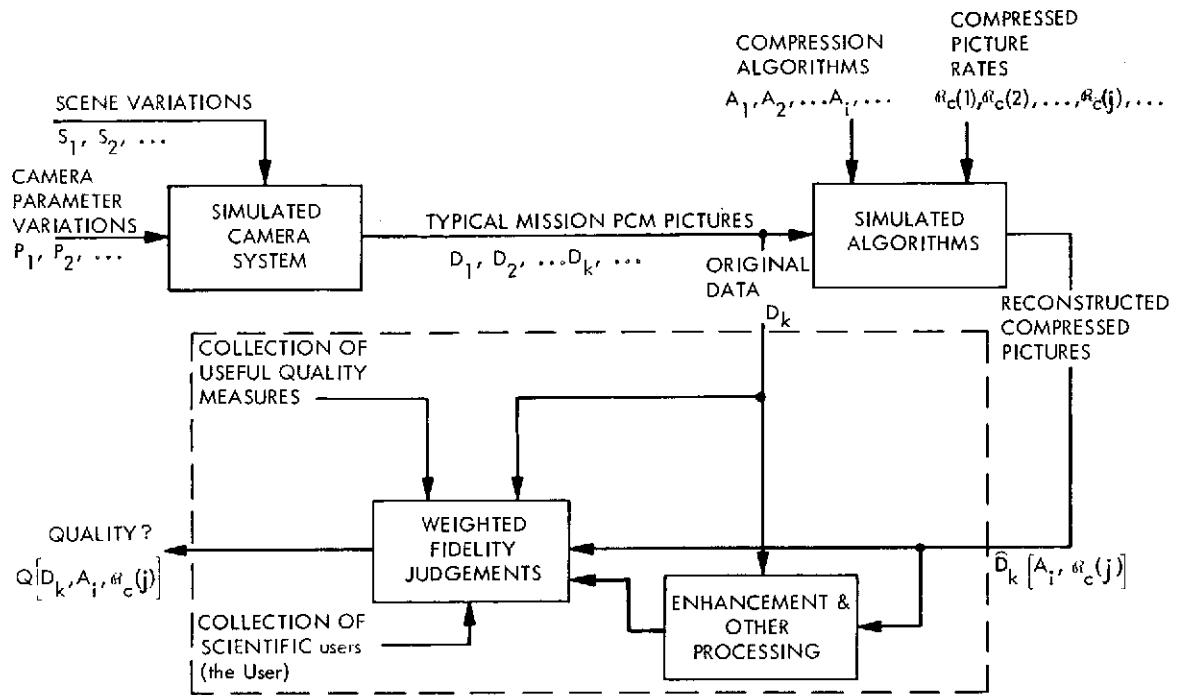 COMPRESSION
ALGORITHMS
A₁, A₂, ...Aᵢ, ...
COMPRESSED
PICTURE
RATES
ℛc(1), ℛc(2), ..., ℛc(j), ...
SCENE VARIATIONS
S₁, S₂, ...
CAMERA
PARAMETER
VARIATIONS
P₁, P₂, ...
SIMULATED
CAMERA
SYSTEM
TYPICAL MISSION PCM PICTURES
D₁, D₂, ...Dₖ, ...
SIMULATED
ALGORITHMS
ORIGINAL
DATA
Dₖ
RECONSTRUCTED
COMPRESSED
PICTURES
COLLECTION OF
USEFUL QUALITY
MEASURES
QUALITY?
Q[Dₖ, Aᵢ, ℛc(j)]
WEIGHTED
FIDELITY
JUDGEMENTS
D̂ₖ [Aᵢ, ℛc(j)]
ENHANCEMENT &
OTHER
PROCESSING
COLLECTION OF
SCIENTIFIC users
(the User)